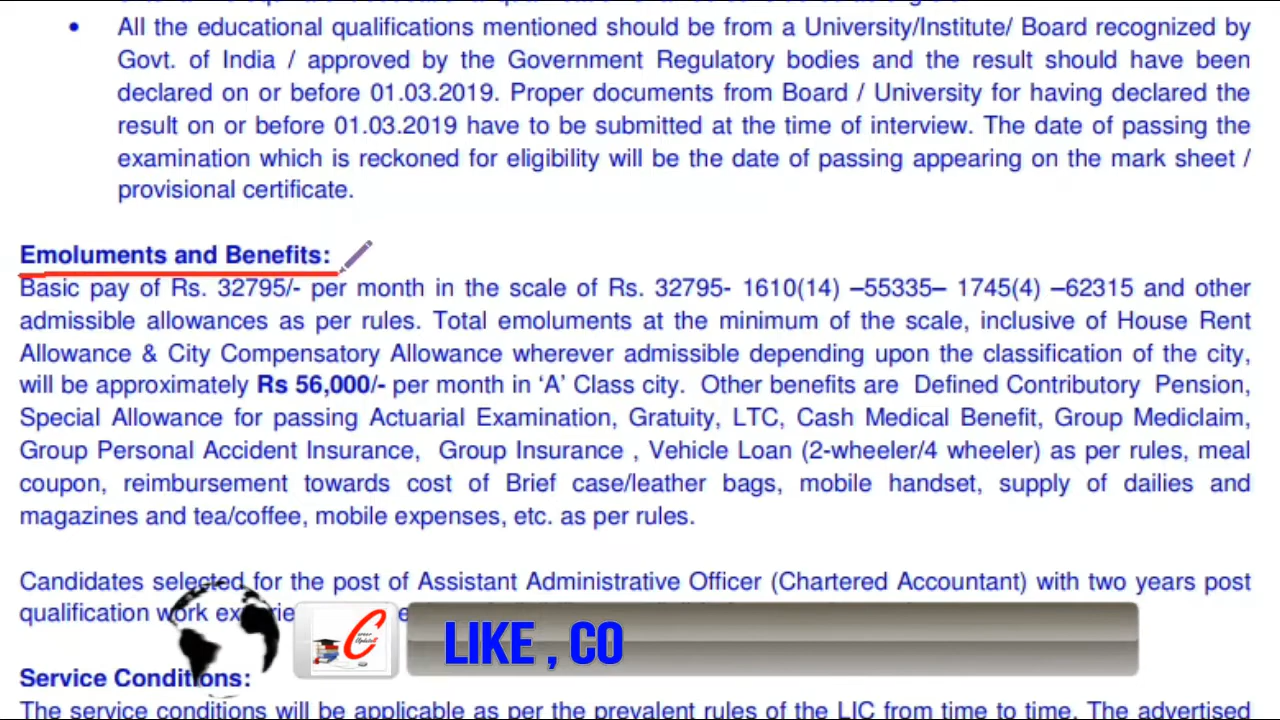 All the educational qualifications mentioned should be from a University/Institute/ Board recognized by
Govt. of India / approved by the Government Regulatory bodies and the result should have been
declared on or before 01.03.2019. Proper documents from Board / University for having declared the
result on or before 01.03.2019 have to be submitted at the time of interview. The date of passing the
examination which is reckoned for eligibility will be the date of passing appearing on the mark sheet /
provisional certificate.
Emoluments and Benefits:
Basic pay of Rs. 32795/- per month in the scale of Rs. 32795- 1610(14) –55335– 1745(4) –62315 and other
admissible allowances as per rules. Total emoluments at the minimum of the scale, inclusive of House Rent
Allowance & City Compensatory Allowance wherever admissible depending upon the classification of the city,
will be approximately Rs 56,000/- per month in ‘A’ Class city. Other benefits are Defined Contributory Pension,
Special Allowance for passing Actuarial Examination, Gratuity, LTC, Cash Medical Benefit, Group Mediclaim,
Group Personal Accident Insurance, Group Insurance , Vehicle Loan (2-wheeler/4 wheeler) as per rules, meal
coupon, reimbursement towards cost of Brief case/leather bags, mobile handset, supply of dailies and
magazines and tea/coffee, mobile expenses, etc. as per rules.
Candidates selected for the post of Assistant Administrative Officer (Chartered Accountant) with two years post
qualification work
LIKE , CO
Service Conditions:
The service conditions will be applicable as per the prevalent rules of the LIC from time to time. The advertised